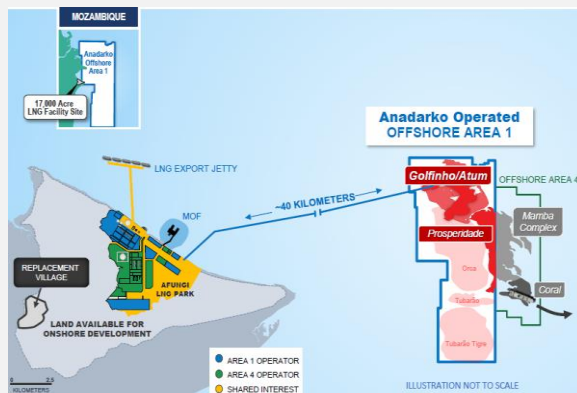 MOZAMBIQUE
Anadarko
Offshore
Area 1
17,000 Acre
LNG Facility Site
LNG EXPORT JETTY
MOF
~40 KILOMETERS
Anadarko Operated
OFFSHORE AREA 1
Golfinho/Atum
OFFSHORE AREA 4
Prosperidade
Mamba
Complex
Orca
Coral
Tubarão
Tubarão Tigre
AFUNGI
LNG PARK
REPLACEMENT
VILLAGE
LAND AVAILABLE FOR
ONSHORE DEVELOPMENT
AREA 1 OPERATOR
AREA 4 OPERATOR
SHARED INTEREST
0 2.5
KILOMETERS
ILLUSTRATION NOT TO SCALE